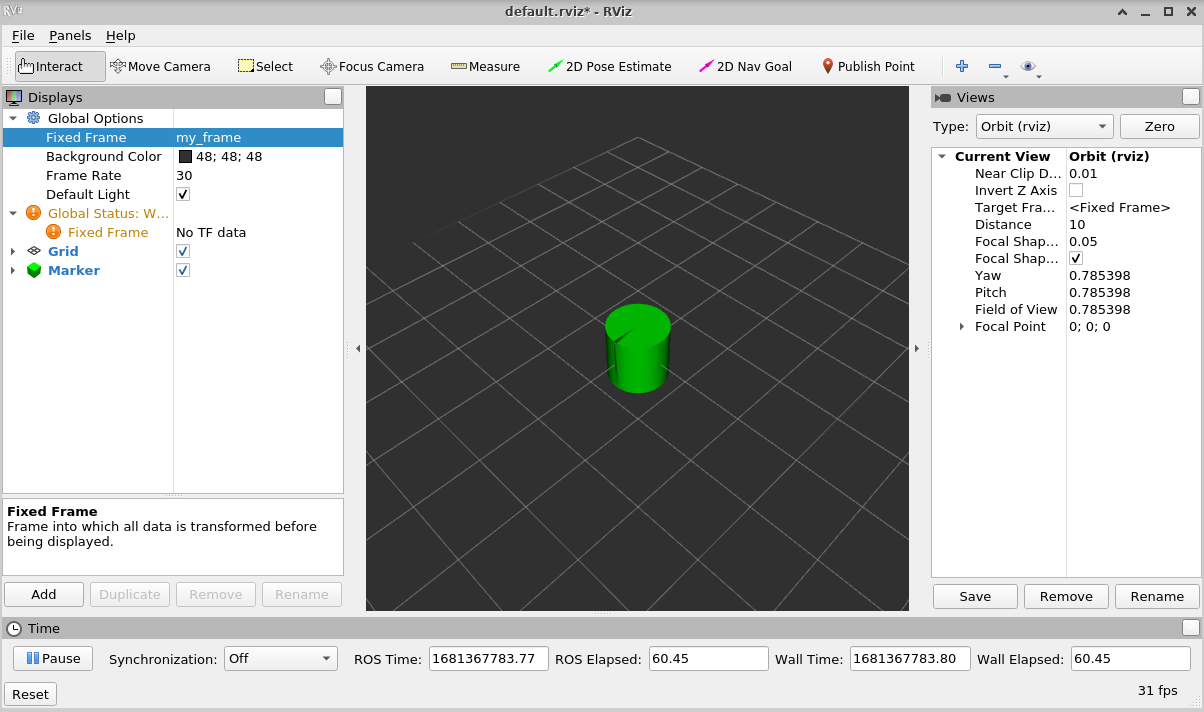 RViz
default.rviz* - RViz
File Panels Help
Interact Move Camera Select Focus Camera Measure 2D Pose Estimate 2D Nav Goal Publish Point
Displays
Global Options
Fixed Frame my_frame
Background Color 48; 48; 48
Frame Rate 30
Default Light
Global Status: W...
Fixed Frame No TF data
Grid
Marker
Fixed Frame
Frame into which all data is transformed before
being displayed.
Add Duplicate Remove Rename
Views
Type: Orbit (rviz) Zero
Current View Orbit (rviz)
Near Clip D... 0.01
Invert Z Axis
Target Fra... <Fixed Frame>
Distance 10
Focal Shap... 0.05
Focal Shap...
Yaw 0.785398
Pitch 0.785398
Field of View 0.785398
Focal Point 0; 0; 0
Save Remove Rename
Time
Pause Synchronization: Off ROS Time: 1681367783.77 ROS Elapsed: 60.45 Wall Time: 1681367783.80 Wall Elapsed: 60.45
Reset 31 fps